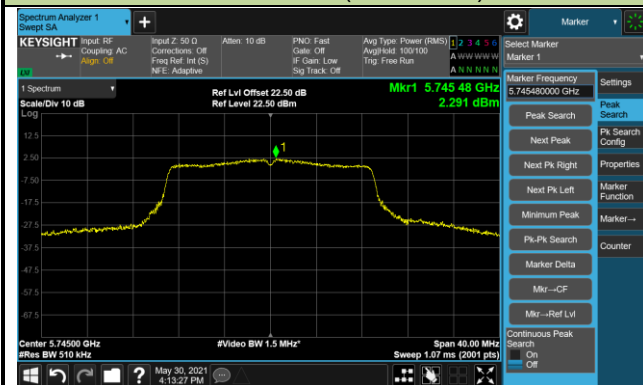 Spectrum Analyzer 1
Swept SA
+
Marker
KEYSIGHT
Input: RF
Coupling: AC
Align: Off
Input Z: 50 Ω
Corrections: Off
Freq Ref: Int (S)
NFE: Adaptive
Atten: 10 dB
PNO: Fast
Gate: Off
IF Gain: Low
Sig Track: Off
Avg Type: Power (RMS)
Avg|Hold: 100/100
Trig: Free Run
1 2 3 4 5 6
A W W W W W
A N N N N N
LXI
Select Marker
Marker 1
1 Spectrum
Scale/Div 10 dB
Log
Ref Lvl Offset 22.50 dB
Ref Level 22.50 dBm
Mkr1 5.745 48 GHz
2.291 dBm
1
12.5
2.50
-7.50
-17.5
-27.5
-37.5
-47.5
-57.5
-67.5
Center 5.74500 GHz
#Res BW 510 kHz
#Video BW 1.5 MHz*
Span 40.00 MHz
Sweep 1.07 ms (2001 pts)
Marker Frequency
5.745480000 GHz
Peak Search
Next Peak
Next Pk Right
Next Pk Left
Minimum Peak
Pk-Pk Search
Marker Delta
Mkr→CF
Mkr→Ref Lvl
Continuous Peak
Search
On
Off
Settings
Peak
Search
Pk Search
Config
Properties
Marker
Function
Marker→
Counter
?
May 30, 2021
4:13:27 PM